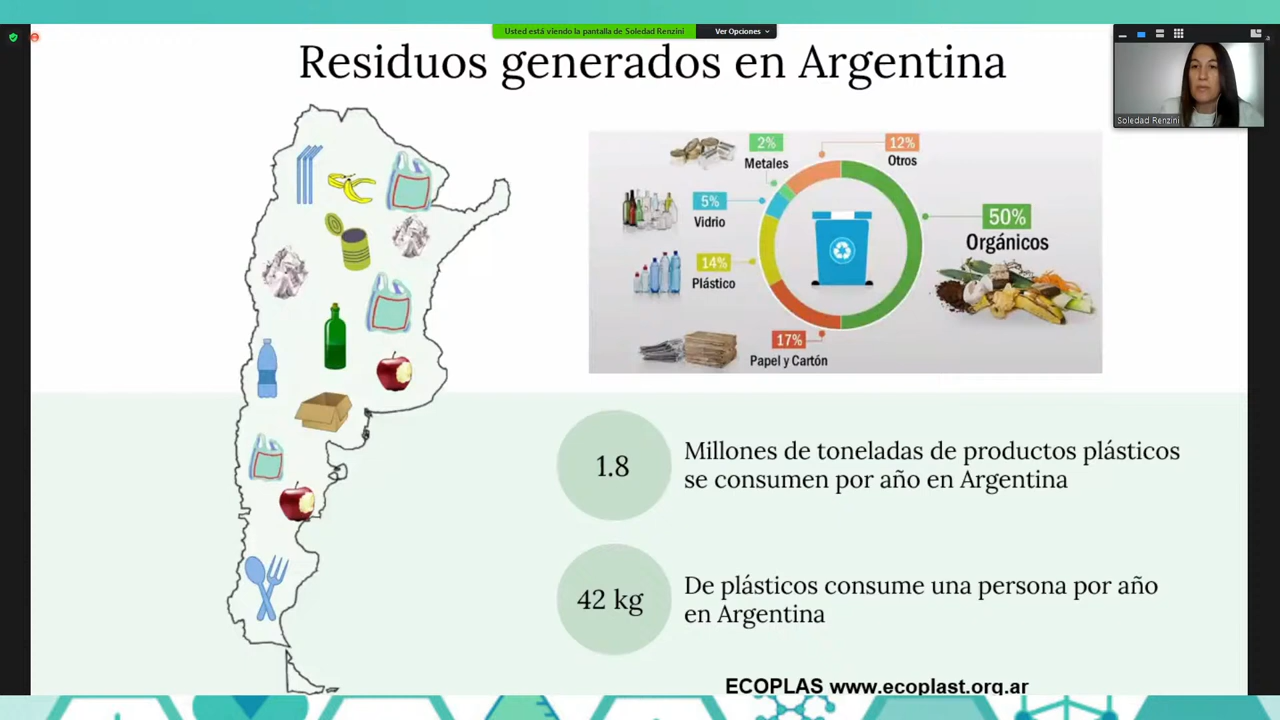 Usted está viendo la pantalla de Soledad Renzini
Ver Opciones
Residuos generados en Argentina
Soledad Renzini
2%
Metales
12%
Otros
5%
Vidrio
50%
Orgánicos
14%
Plástico
17%
Papel y Cartón
1.8
Millones de toneladas de productos plásticos
se consumen por año en Argentina
42 kg
De plásticos consume una persona por año
en Argentina
ECOPLAS www.ecoplast.org.ar